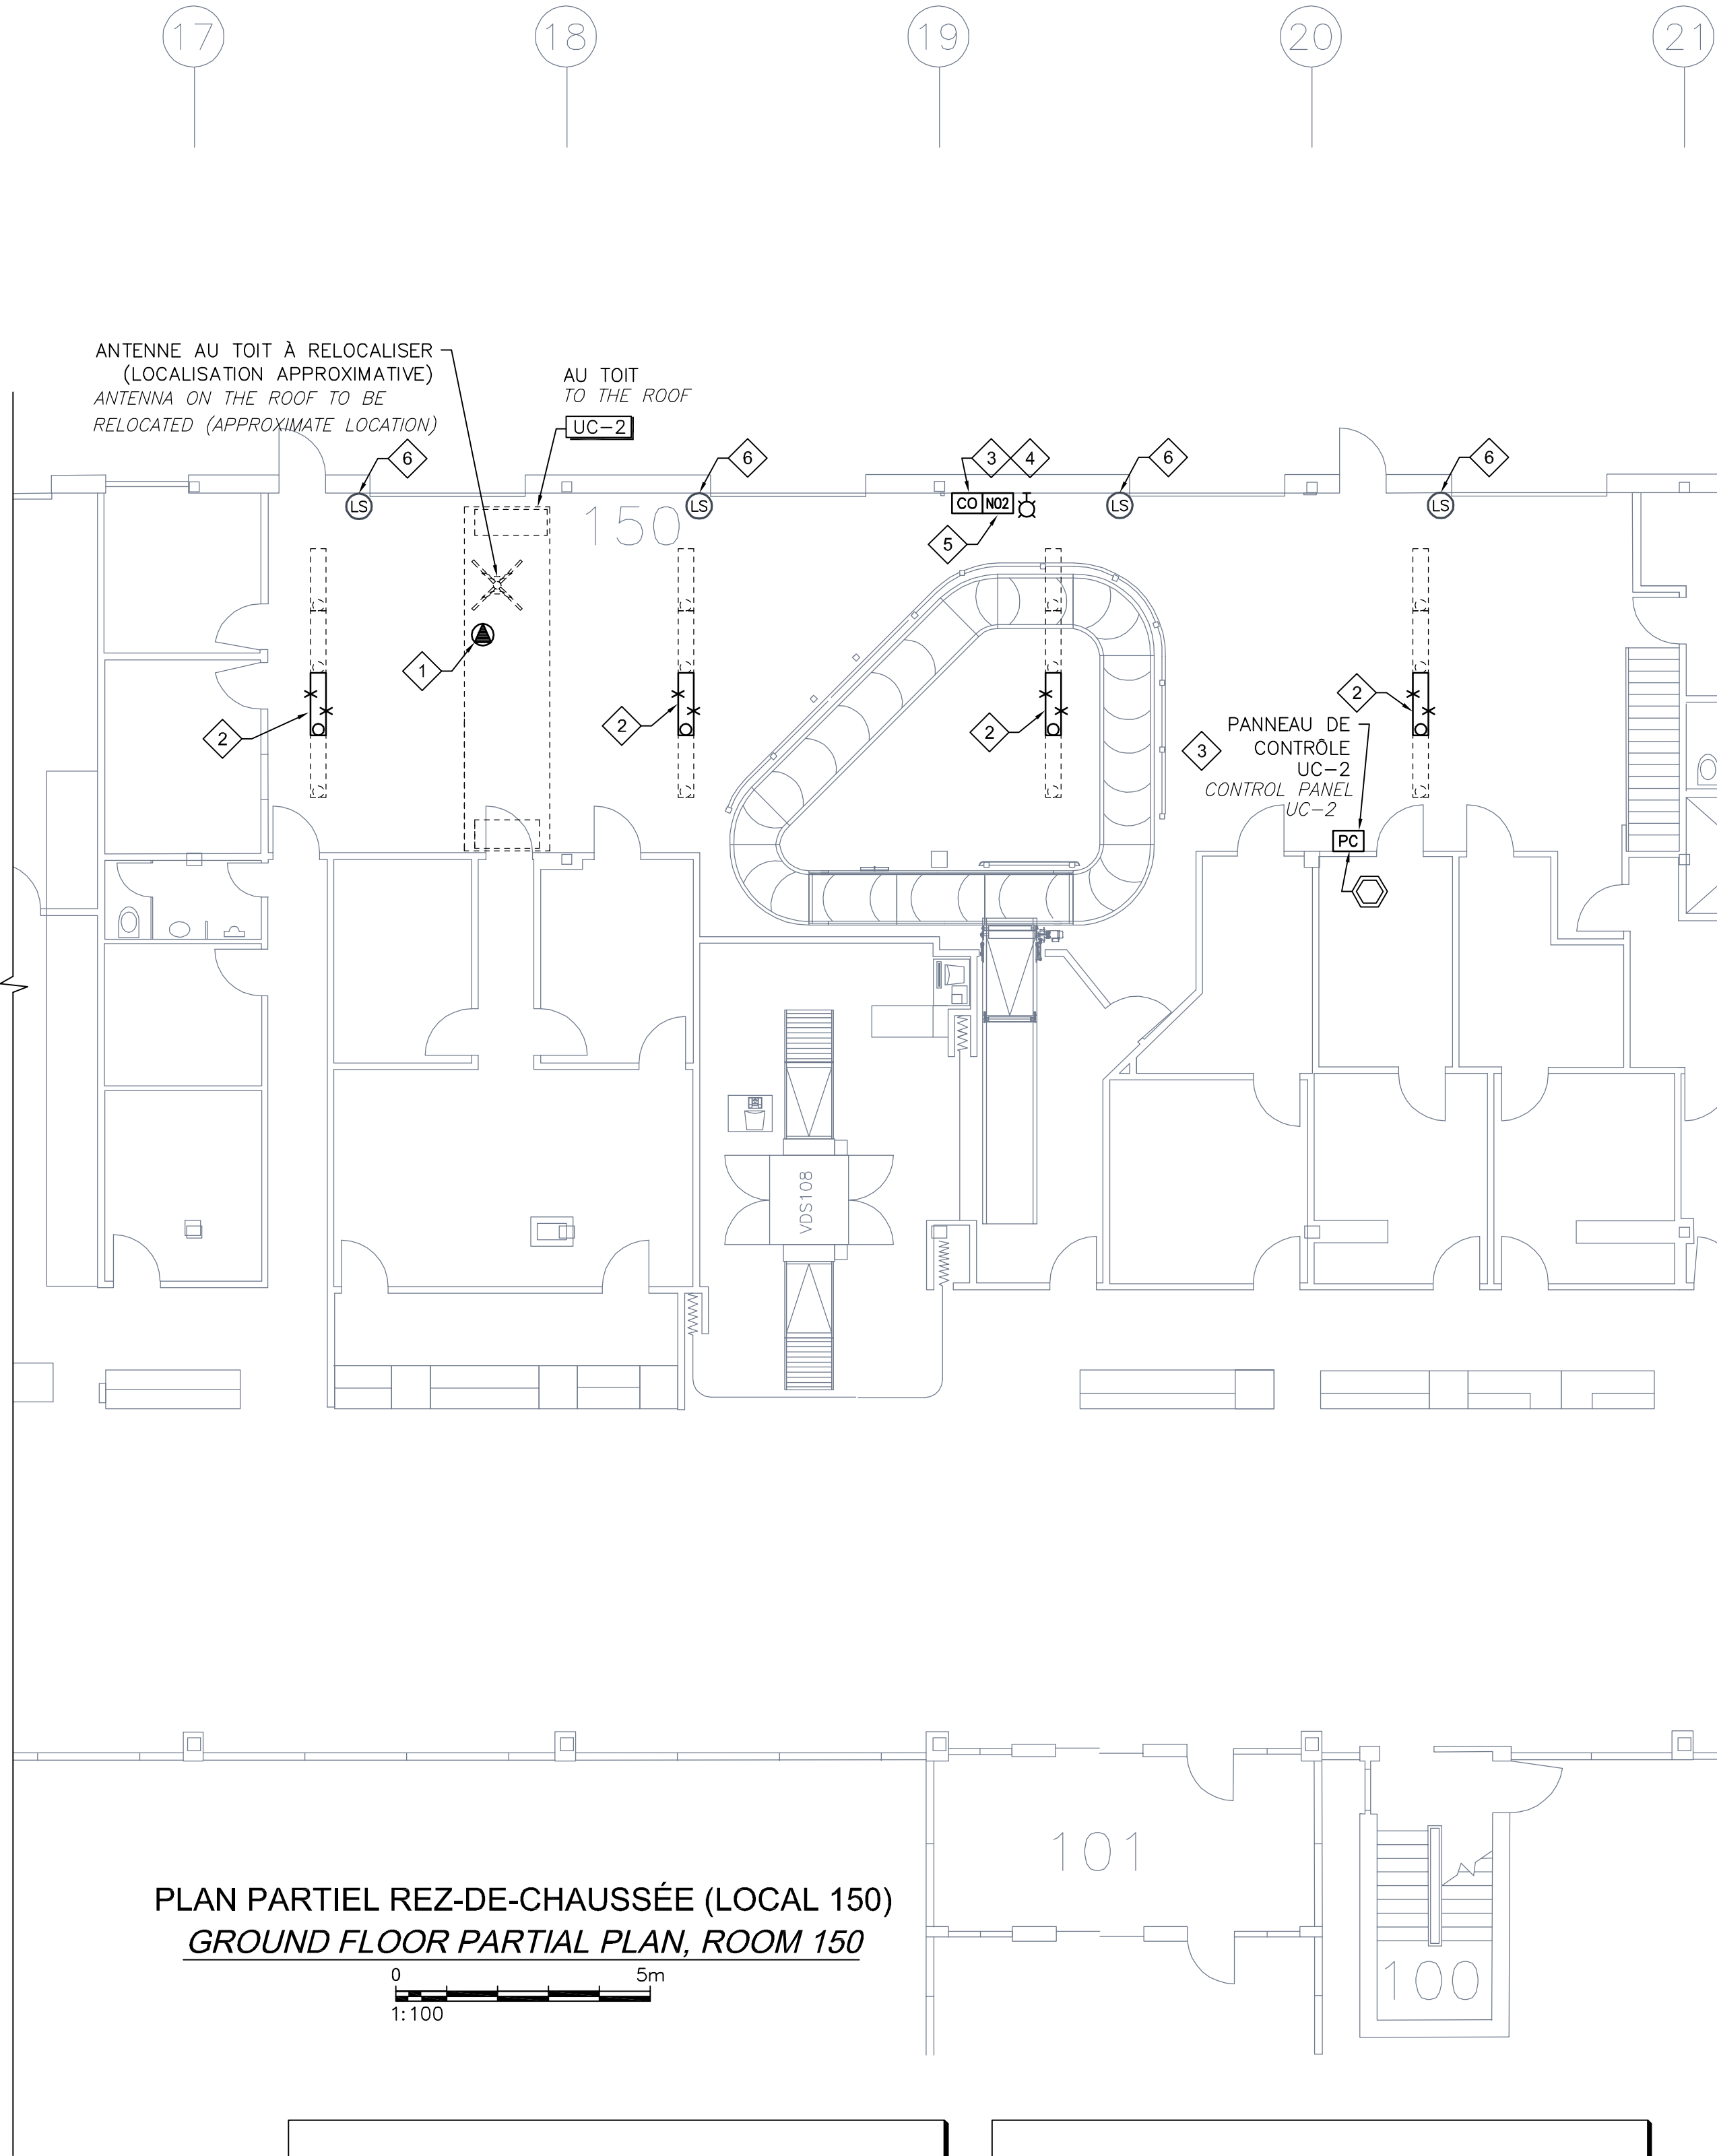 17
18
19
20
21
ANTENNE AU TOIT À RELOCALISER
(LOCALISATION APPROXIMATIVE)
ANTENNA ON THE ROOF TO BE
RELOCATED (APPROXIMATE LOCATION)
AU TOIT
TO THE ROOF
UC-2
6
6
3
4
6
6
LS
LS
CO NO2
LS
LS
150
5
1
2
2
2
2
3
PANNEAU DE
CONTRÔLE
UC-2
CONTROL PANEL
UC-2
PC
VDS108
101
100
PLAN PARTIEL REZ-DE-CHAUSSÉE (LOCAL 150)
GROUND FLOOR PARTIAL PLAN, ROOM 150
0 5m
1:100